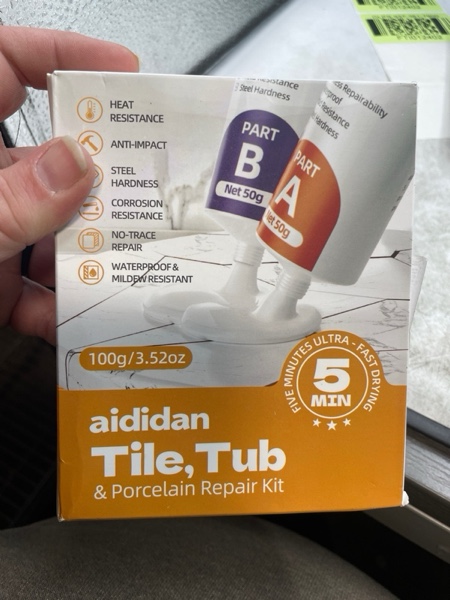 HEAT
RESISTANCE
ANTI-IMPACT
STEEL
HARDNESS
CORROSION
RESISTANCE
NO-TRACE
REPAIR
WATERPROOF &
MILDEW RESISTANT
Steel Hardness
PART
B
Net 50g
Repairability
PART
A
Net 50g
100g/3.52oz
FIVE MINUTES ULTRA-FAST DRYING
5
MIN
aididan
Tile,Tub
& Porcelain Repair Kit